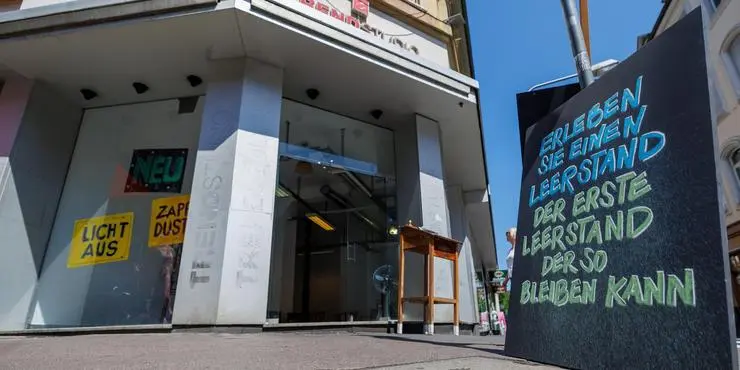 NEU
LICHT
AUS
ZAPP
DUST
ERLEBEN
SIE EINEN
LEERSTAND
DER ERSTE
LEERSTAND
DER SO
BLEIBEN KANN